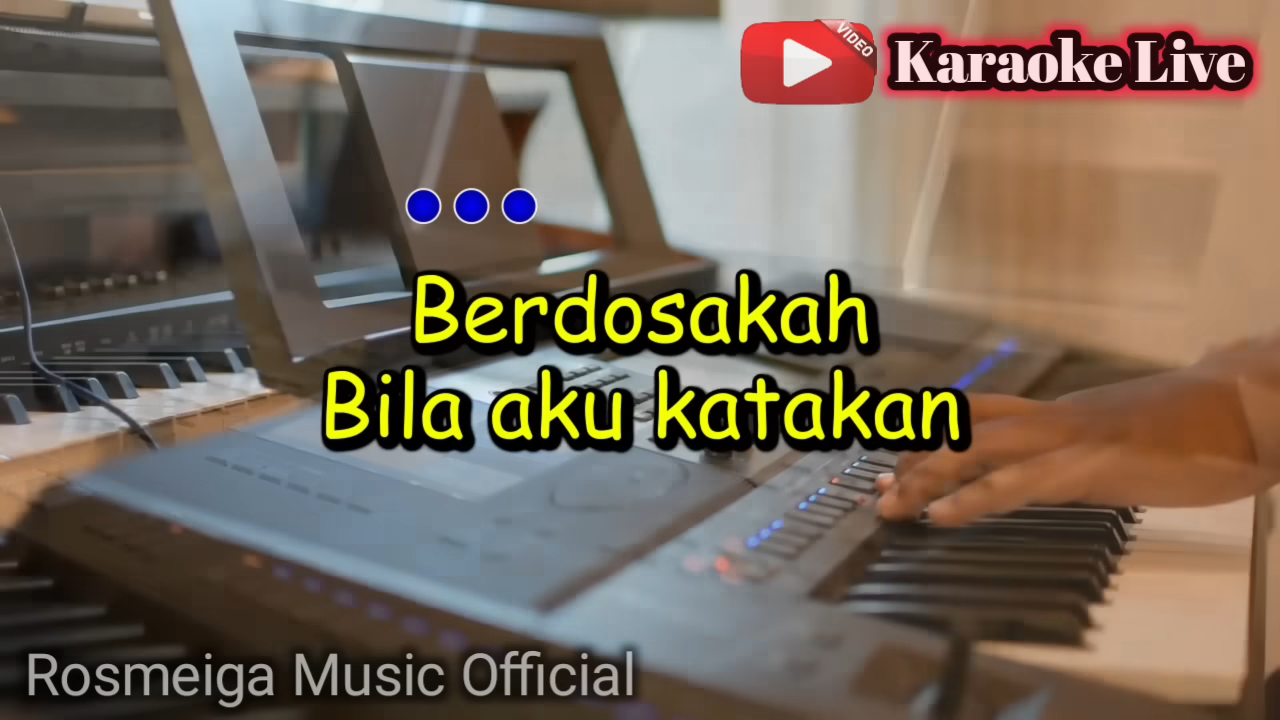 VIDEO
Karaoke Live
Berdosakah
Bila aku katakan
Rosmeiga Music Official